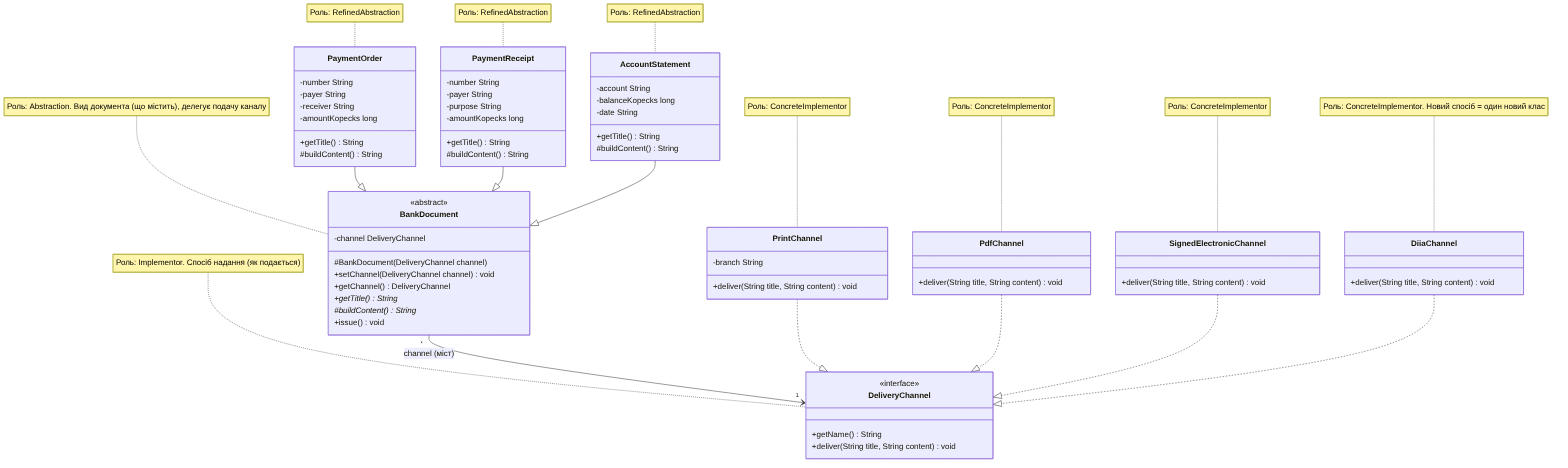 Роль: RefinedAbstraction
Роль: RefinedAbstraction
Роль: RefinedAbstraction
PaymentOrder
-number String
-payer String
-receiver String
-amountKopecks long
+getTitle() : String
#buildContent() : String
PaymentReceipt
-number String
-payer String
-purpose String
-amountKopecks long
+getTitle() : String
#buildContent() : String
AccountStatement
-account String
-balanceKopecks long
-date String
+getTitle() : String
#buildContent() : String
Роль: Abstraction. Вид документа (що містить), делегує подачу каналу
Роль: ConcreteImplementor
Роль: ConcreteImplementor
Роль: ConcreteImplementor
Роль: ConcreteImplementor. Новий спосіб = один новий клас
«abstract»
BankDocument
-channel DeliveryChannel
#BankDocument(DeliveryChannel channel)
+setChannel(DeliveryChannel channel) : void
+getChannel() : DeliveryChannel
+getTitle() : String
#buildContent() : String
+issue() : void
Роль: Implementor. Спосіб надання (як подається)
PrintChannel
-branch String
+deliver(String title, String content) : void
PdfChannel
+deliver(String title, String content) : void
SignedElectronicChannel
+deliver(String title, String content) : void
DiiaChannel
+deliver(String title, String content) : void
*
channel (міст)
1
«interface»
DeliveryChannel
+getName() : String
+deliver(String title, String content) : void